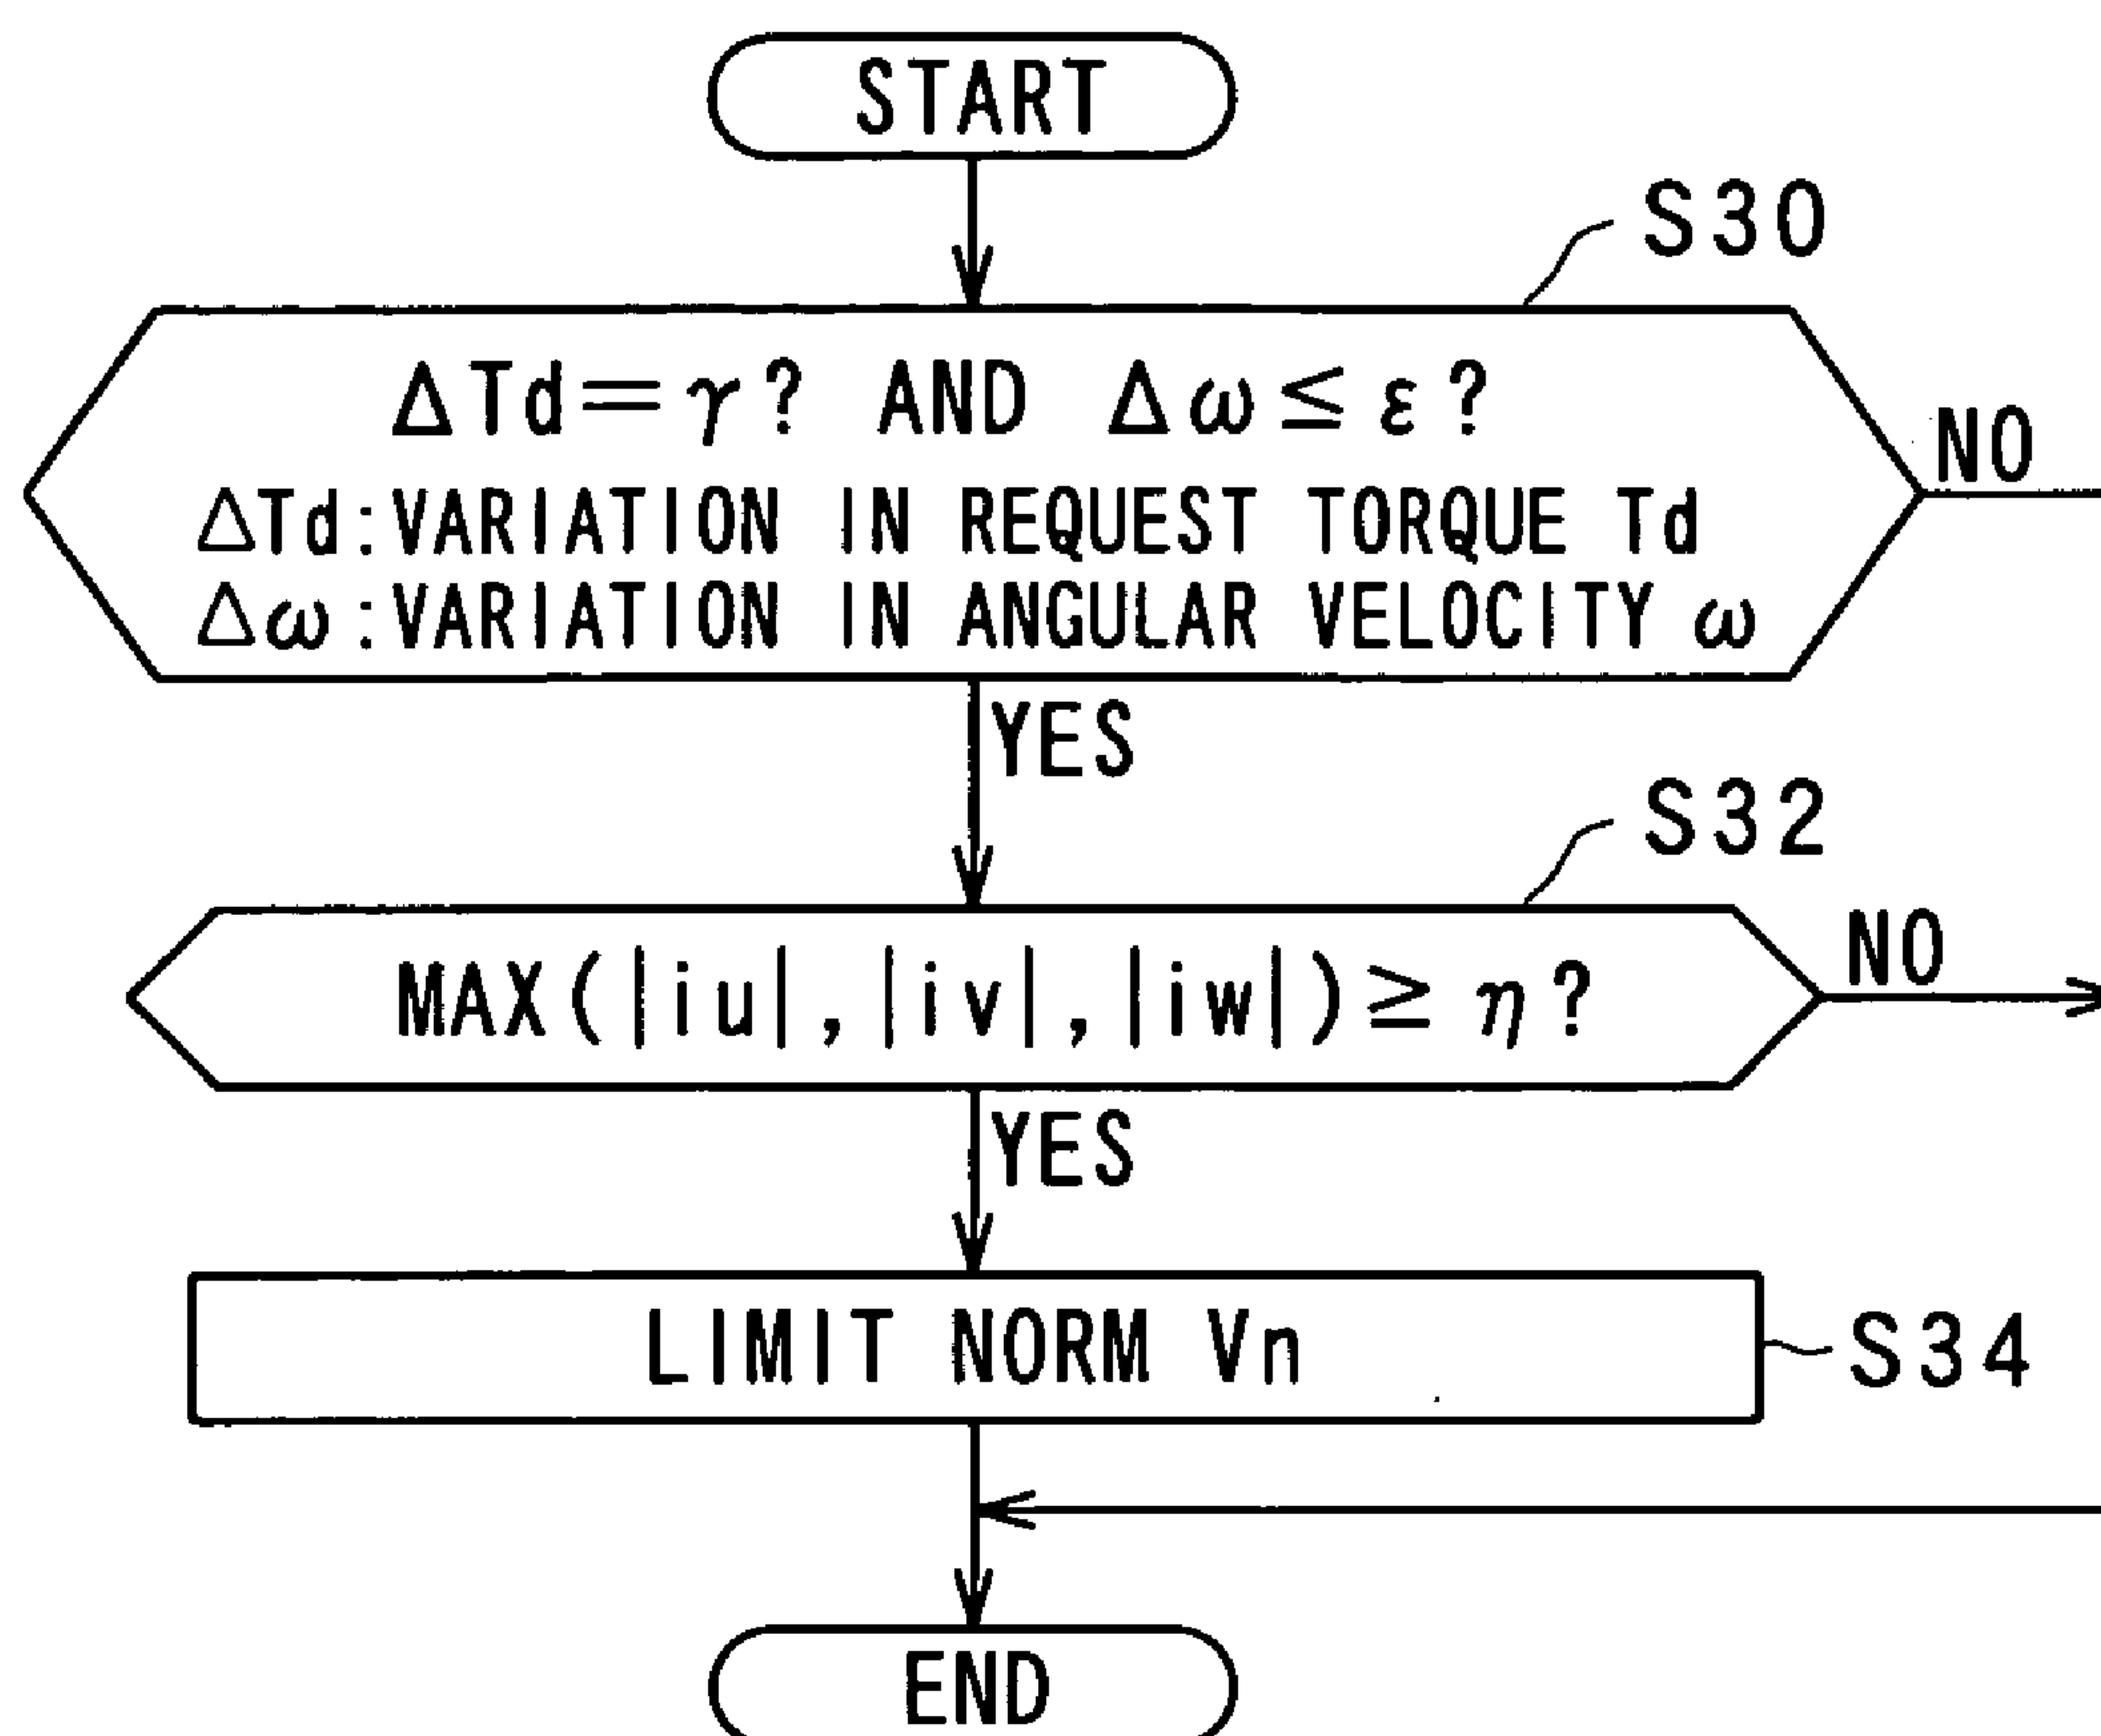 START
S30
ΔTd=γ? AND Δω≦ε?
NO
ΔTd:VARIATION IN REQUEST TORQUE Td
Δω:VARIATION IN ANGULAR VELOCITY ω
YES
S32
NO
MAX(|iu|,|iv|,|iw|)≧η?
YES
LIMIT NORM Vn
S34
END